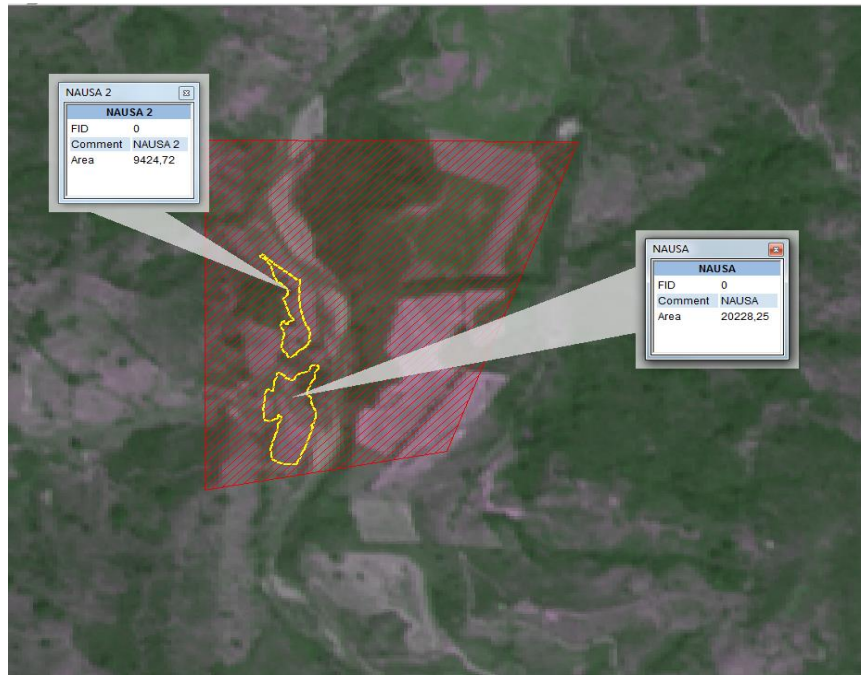 NAUSA 2
NAUSA 2
FID 0
Comment NAUSA 2
Area 9424,72
NAUSA
NAUSA
FID 0
Comment NAUSA
Area 20228,25